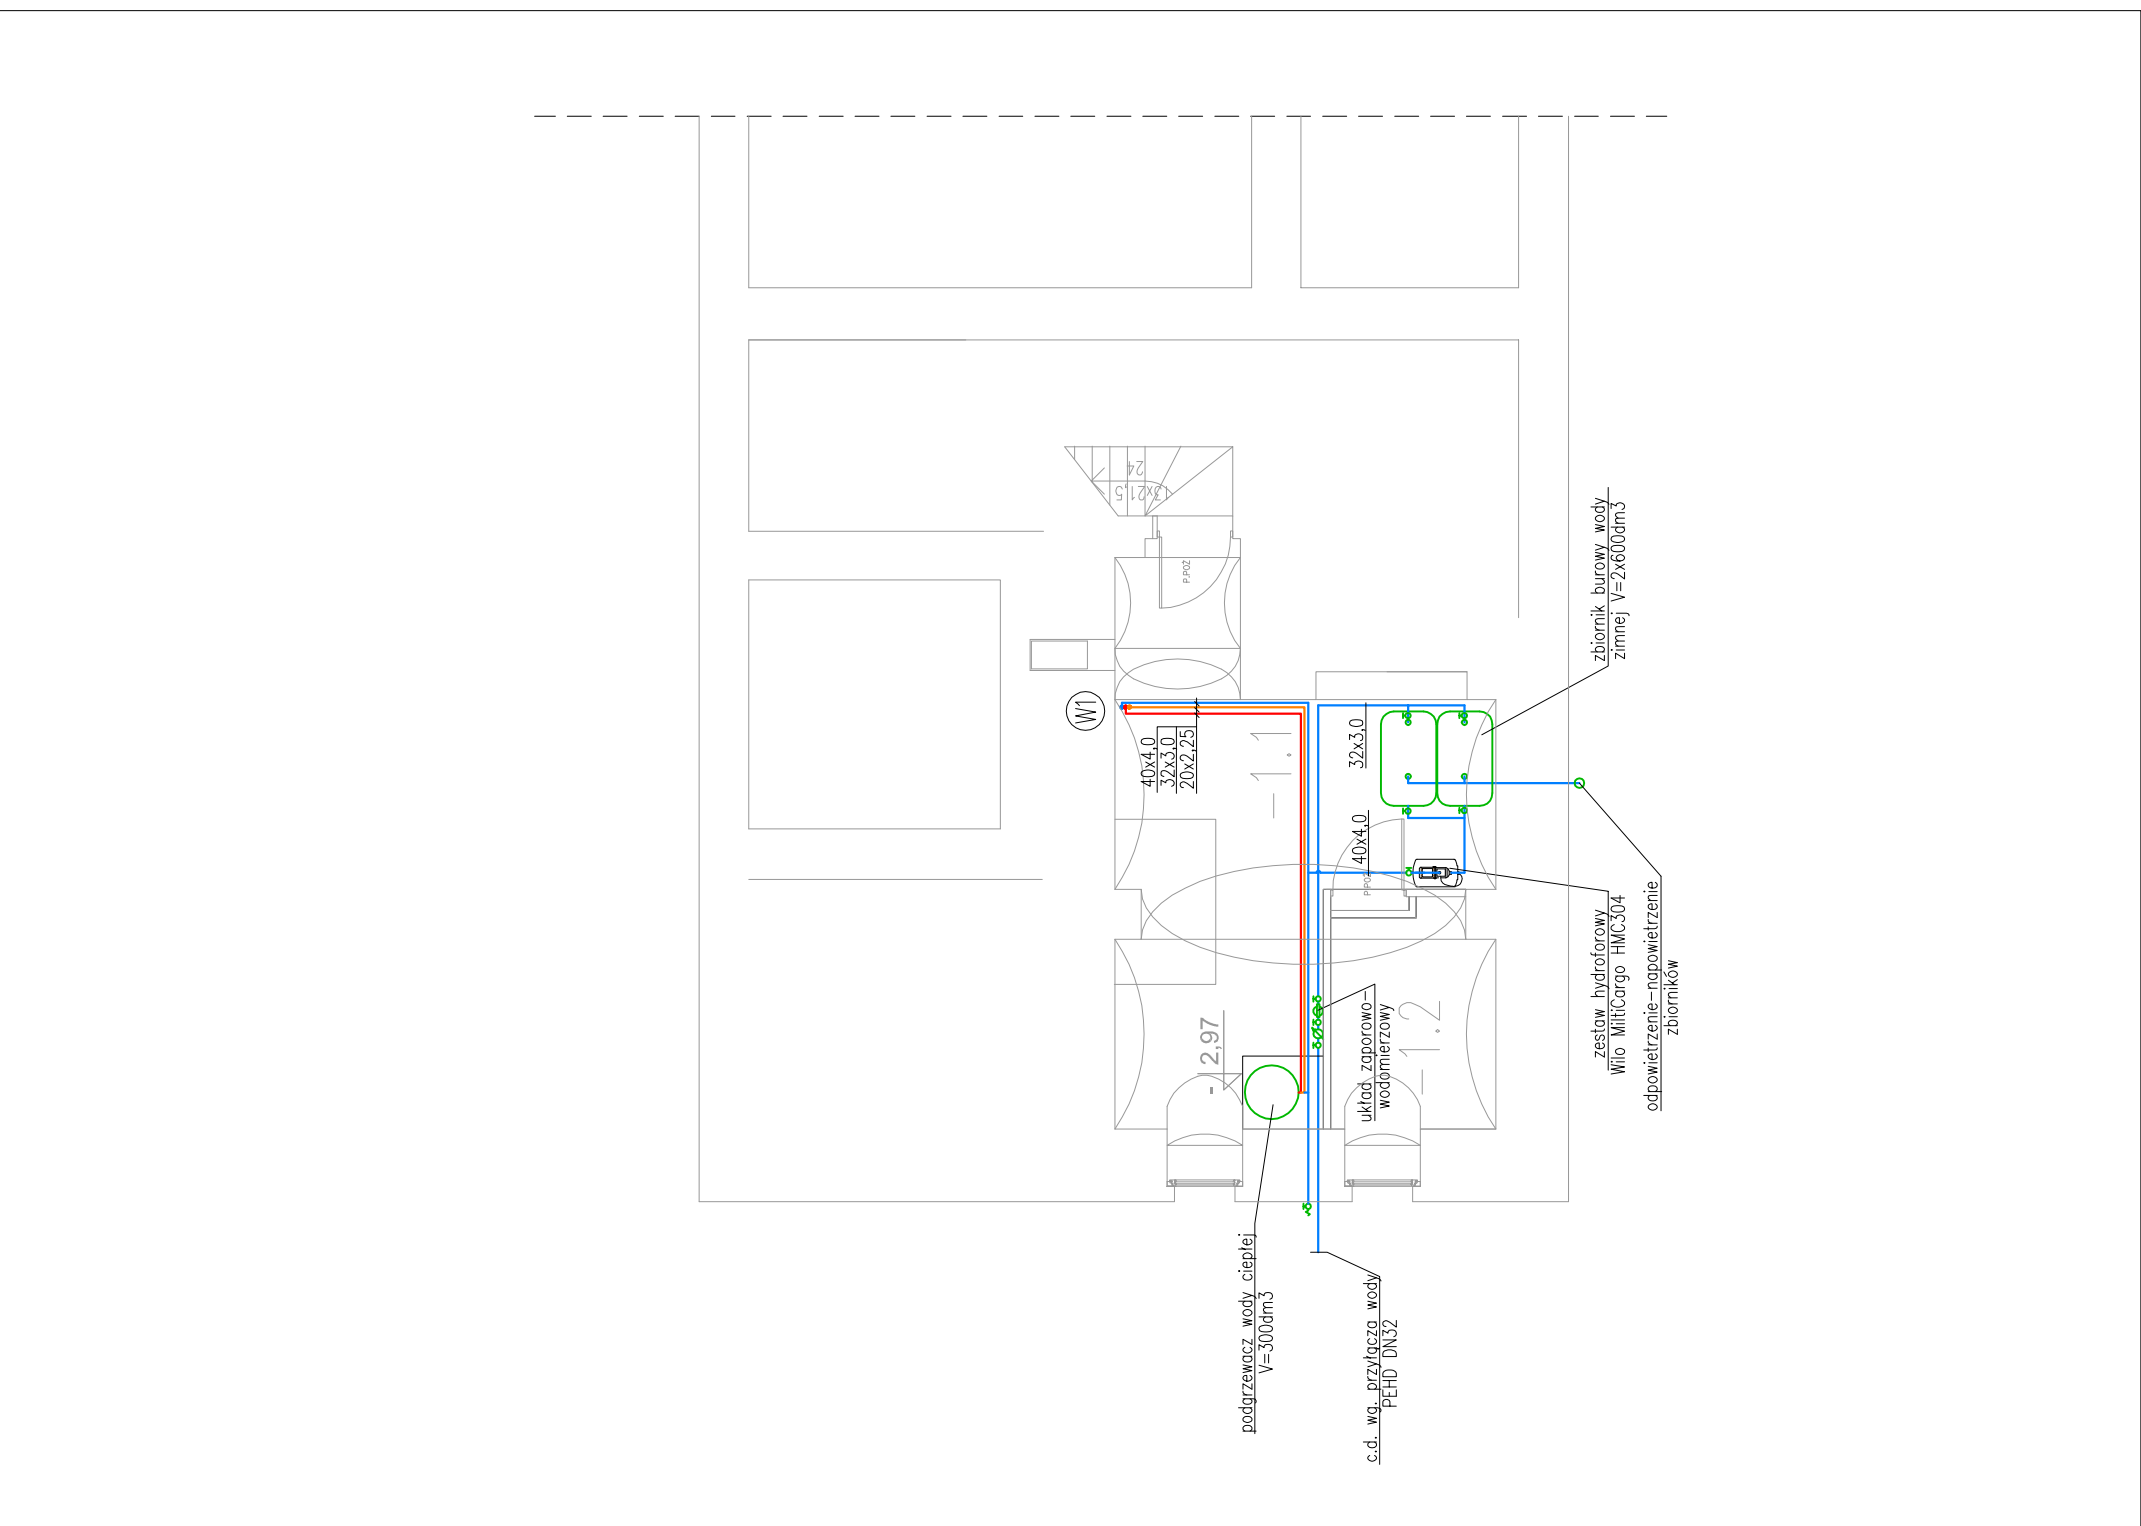 24
13x21,5
P.POŻ
W1
40x4,0
32x3,0
20x2,25
-1.1
32x3,0
40x4,0
P.POŻ
zbiornik burowy wody
zimnej V=2x600dm3
zestaw hydroforowy
Wilo MiltiCargo HMC304
odpowietrzenie-napowietrzenie
zbiorników
- 2,97
układ zaporowo-
wodomierzowy
-1.2
podgrzewacz wody ciepłej
V=300dm3
c.d. wg. przyłącza wody
PEHD DN32